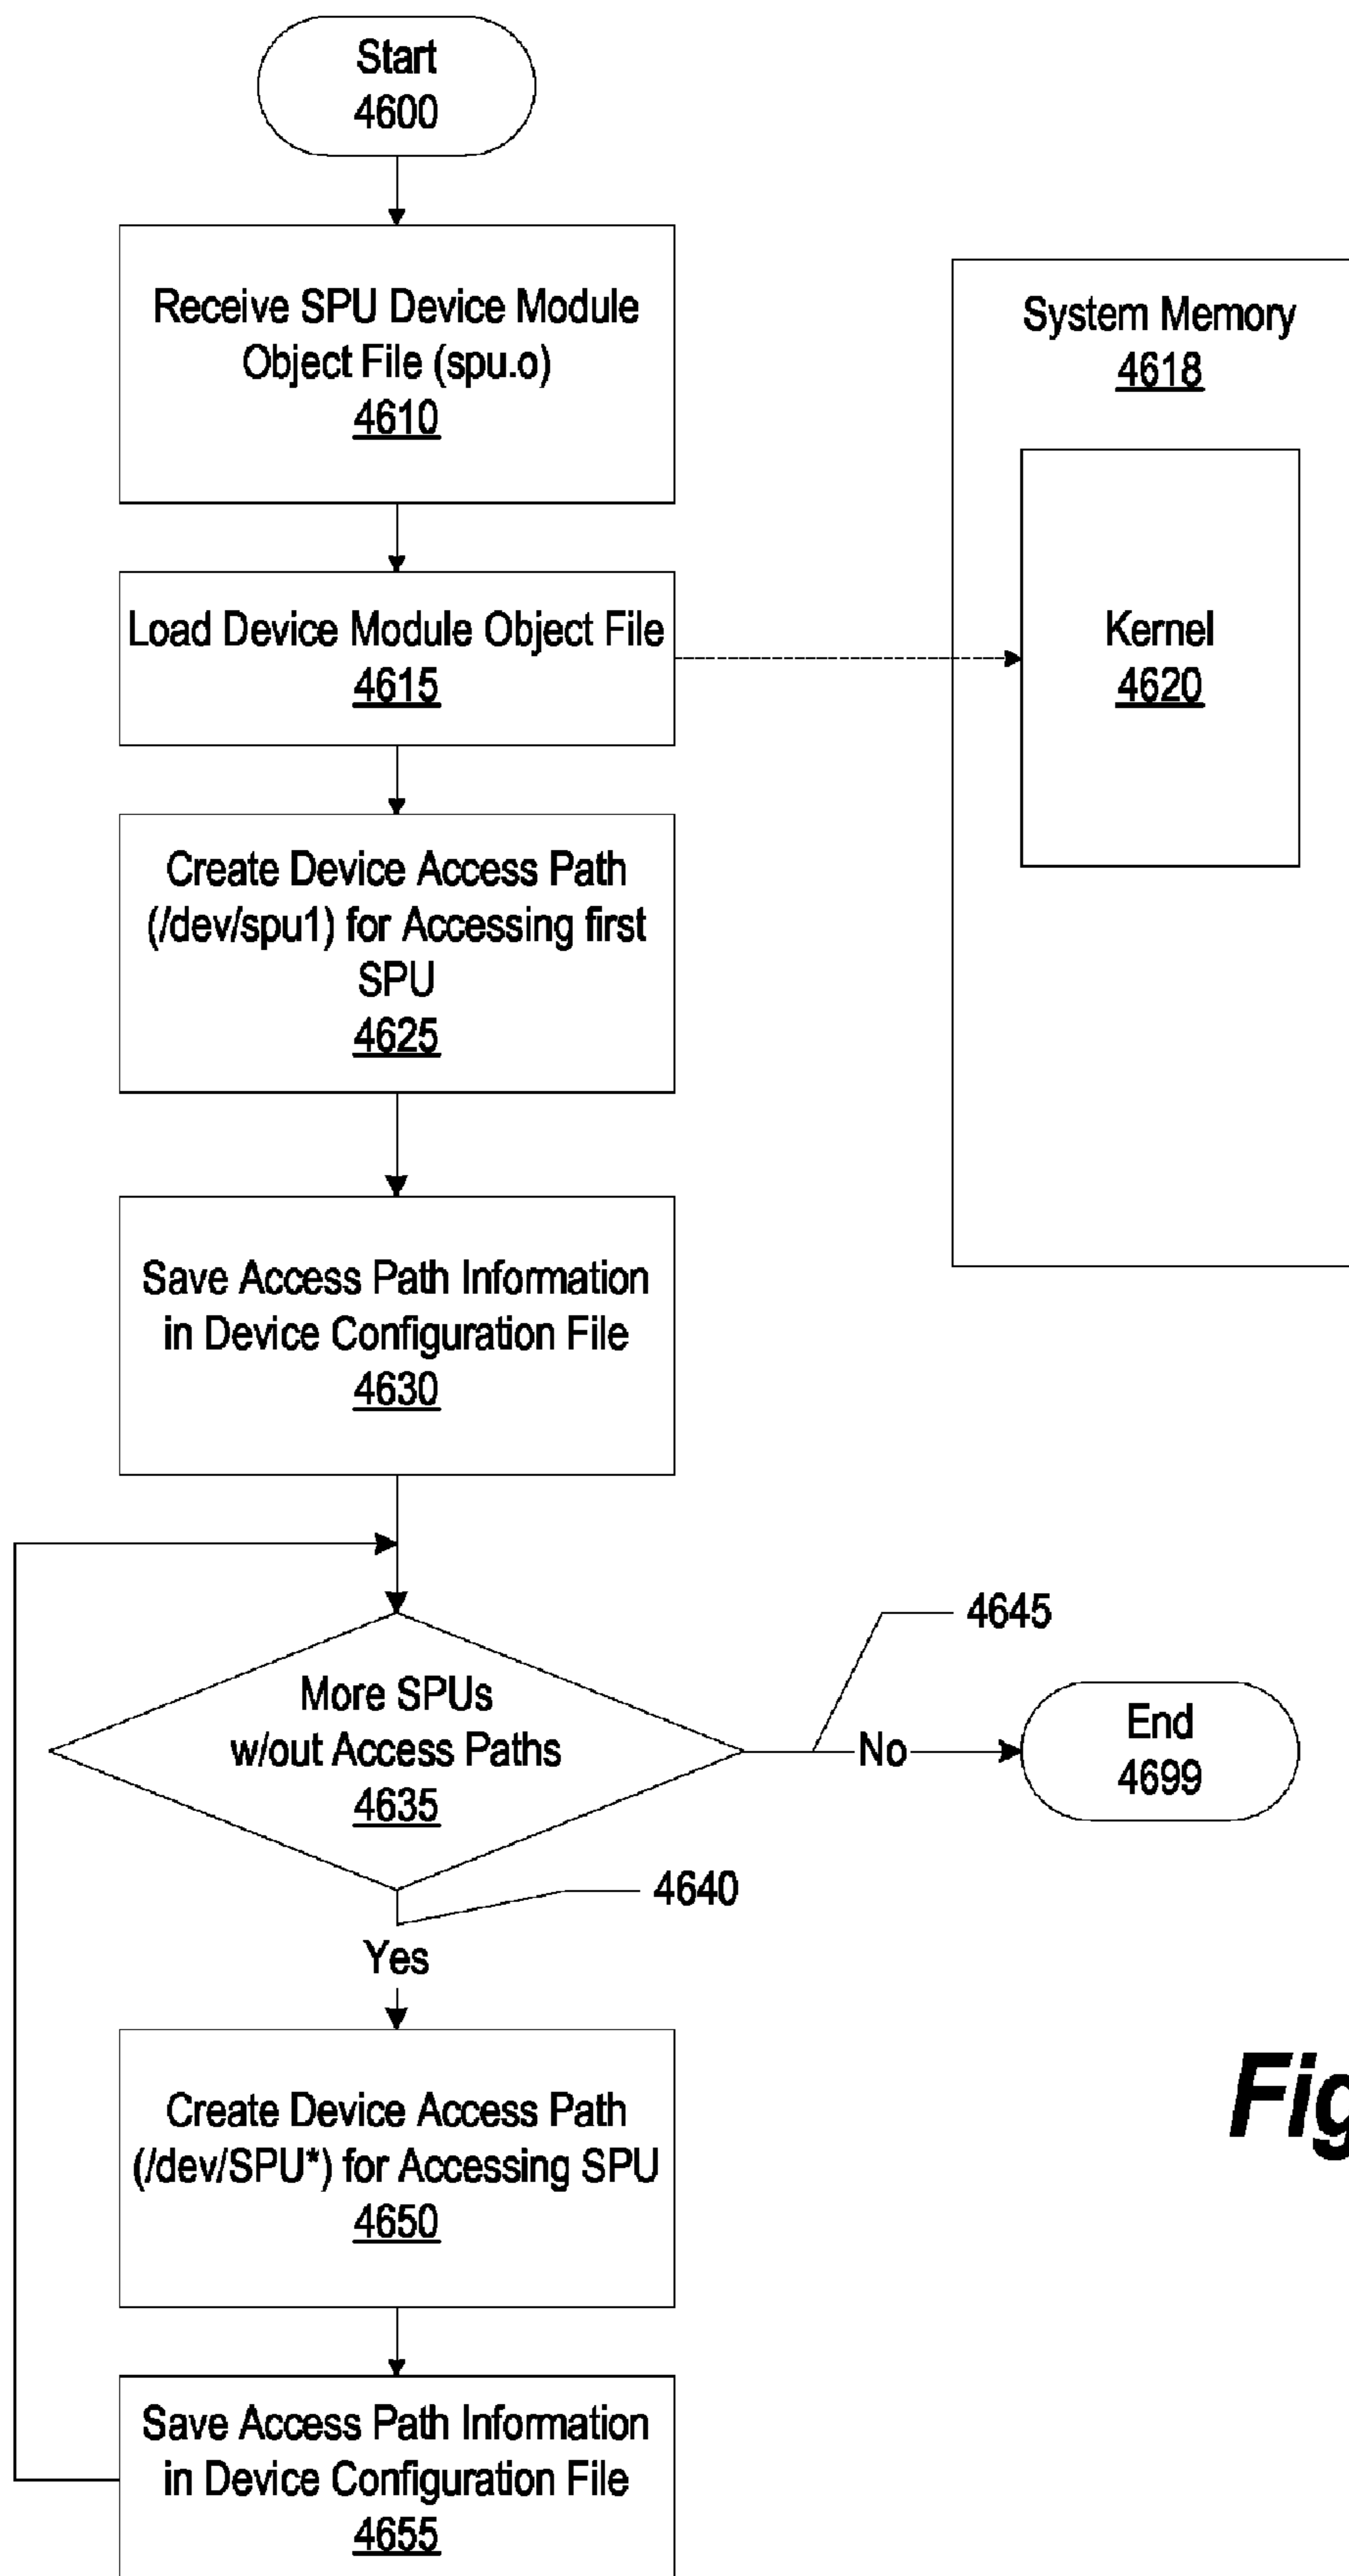 Start
4600
Receive SPU Device Module
Object File (spu.o)
4610
System Memory
4618
Load Device Module Object File
4615
Kernel
4620
Create Device Access Path
(/dev/spu1) for Accessing first
SPU
4625
Save Access Path Information
in Device Configuration File
4630
More SPUs
w/out Access Paths
4635
4645
No
End
4699
4640
Yes
Create Device Access Path
(/dev/SPU*) for Accessing SPU
4650
Save Access Path Information
in Device Configuration File
4655